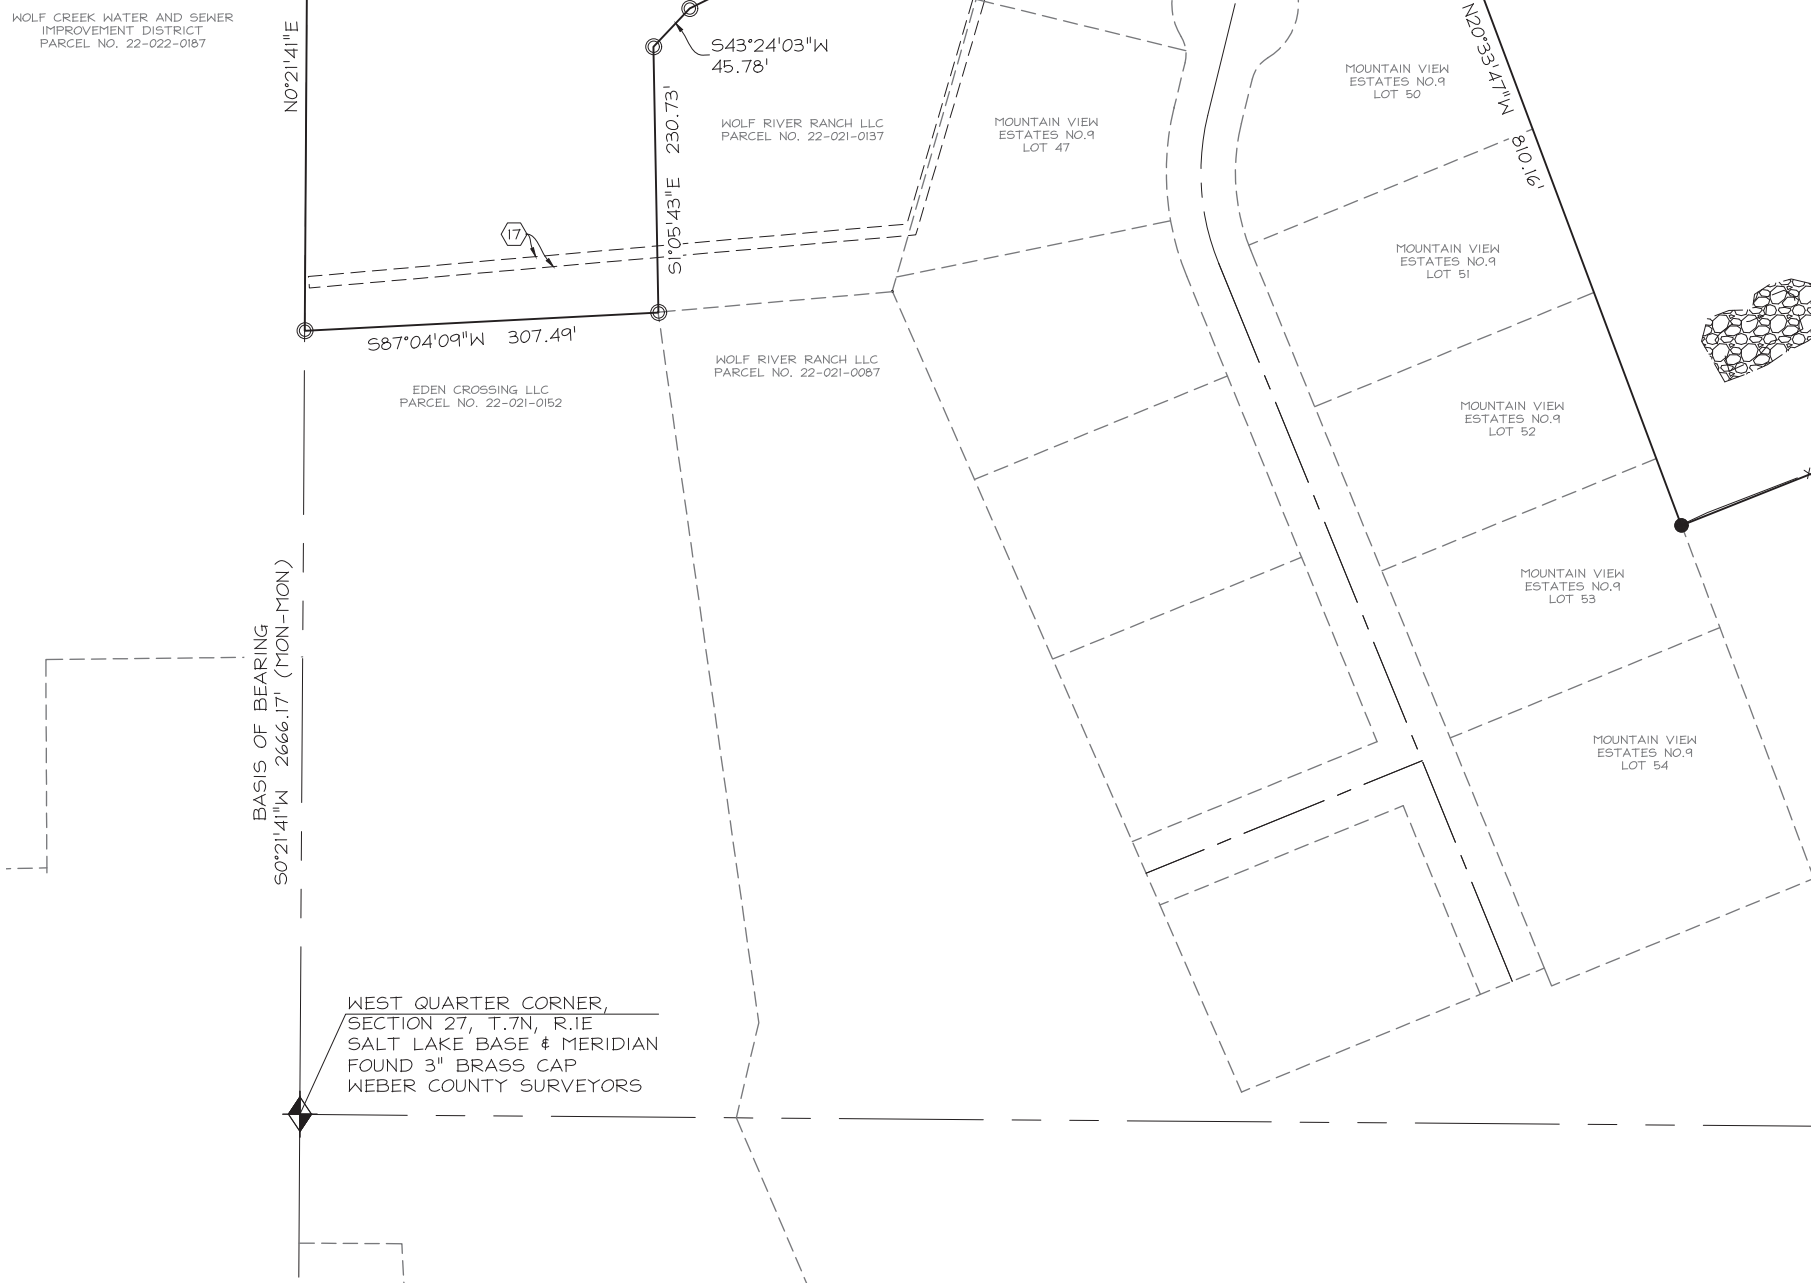 WOLF CREEK WATER AND SEWER
IMPROVEMENT DISTRICT
PARCEL NO. 22-022-0187
N0°21'41"E
S43°24'03"W
45.78'
S1°05'43"E 230.73'
WOLF RIVER RANCH LLC
PARCEL NO. 22-021-0137
MOUNTAIN VIEW
ESTATES NO.9
LOT 47
MOUNTAIN VIEW
ESTATES NO.9
LOT 50
N20°33'47"W 810.16'
17
MOUNTAIN VIEW
ESTATES NO.9
LOT 51
S87°04'09"W 307.49'
WOLF RIVER RANCH LLC
PARCEL NO. 22-021-0087
EDEN CROSSING LLC
PARCEL NO. 22-021-0152
MOUNTAIN VIEW
ESTATES NO.9
LOT 52
MOUNTAIN VIEW
ESTATES NO.9
LOT 53
BASIS OF BEARING
S0°21'41"W 2666.17' (MON-MON)
MOUNTAIN VIEW
ESTATES NO.9
LOT 54
WEST QUARTER CORNER,
SECTION 27, T.7N, R.1E
SALT LAKE BASE & MERIDIAN
FOUND 3" BRASS CAP
WEBER COUNTY SURVEYORS